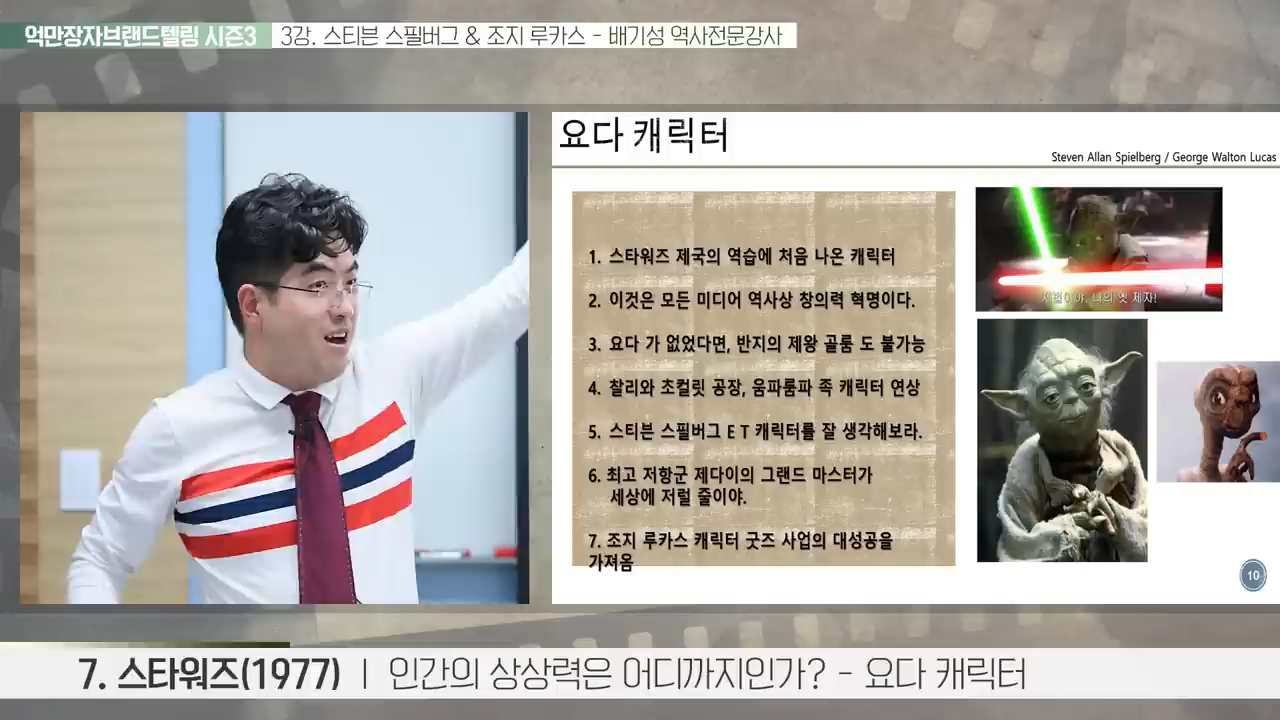 억만장자브랜드텔링 시즌3
3강. 스티븐 스필버그 & 조지 루카스 - 배기성 역사전문강사
요다 캐릭터
Steven Allan Spielberg / George Walton Lucas
1. 스타워즈 제국의 역습에 처음 나온 캐릭터
2. 이것은 모든 미디어 역사상 창의력 혁명이다.
3. 요다 가 없었다면, 반지의 제왕 골룸 도 불가능
4. 찰리와 초컬릿 공장, 움파룸파 족 캐릭터 연상
5. 스티븐 스필버그 E T 캐릭터를 잘 생각해보라.
6. 최고 저항군 제다이의 그랜드 마스터가
세상에 저럴 줄이야.
7. 조지 루카스 캐릭터 굿즈 사업의 대성공을
가져옴
나의 옛 제자!
10
7. 스타워즈(1977) | 인간의 상상력은 어디까지인가? - 요다 캐릭터